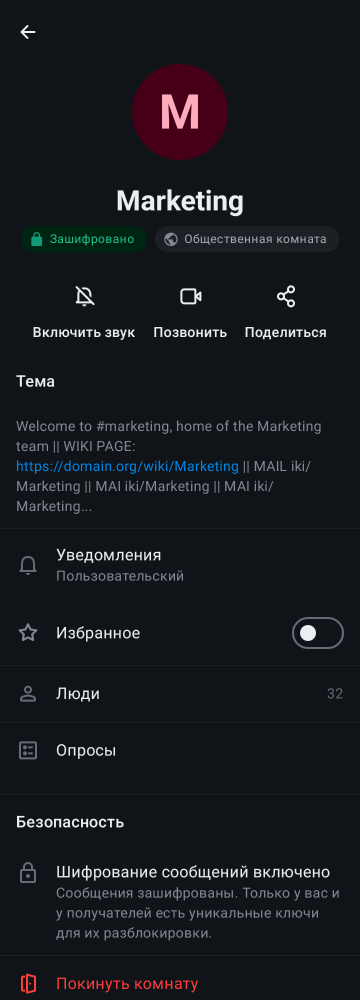 M
Marketing
Зашифровано
Общественная комната
Включить звук
Позвонить
Поделиться
Тема
Welcome to #marketing, home of the Marketing
team || WIKI PAGE:
https://domain.org/wiki/Marketing || MAIL iki/
Marketing || MAI iki/Marketing || MAI iki/
Marketing...
Уведомления
Пользовательский
Избранное
Люди
32
Опросы
Безопасность
Шифрование сообщений включено
Сообщения зашифрованы. Только у вас и
у получателей есть уникальные ключи
для их разблокировки.
Покинуть комнату